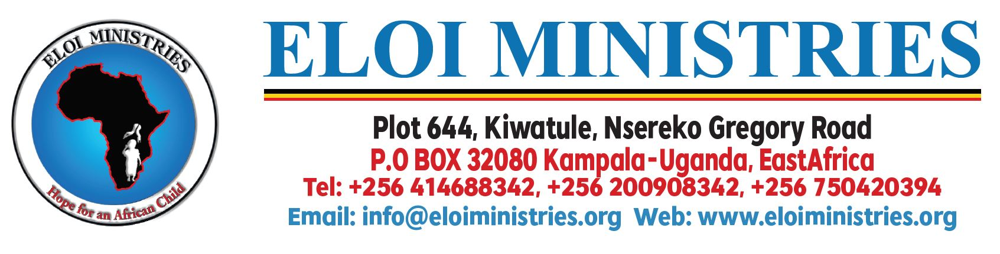 ELOI MINISTRIES
Hope for an African Child
ELOI MINISTRIES
Plot 644, Kiwatule, Nsereko Gregory Road
P.O BOX 32080 Kampala-Uganda, EastAfrica
Tel: +256 414688342, +256 200908342, +256 750420394
Email: info@eloiministries.org Web: www.eloiministries.org